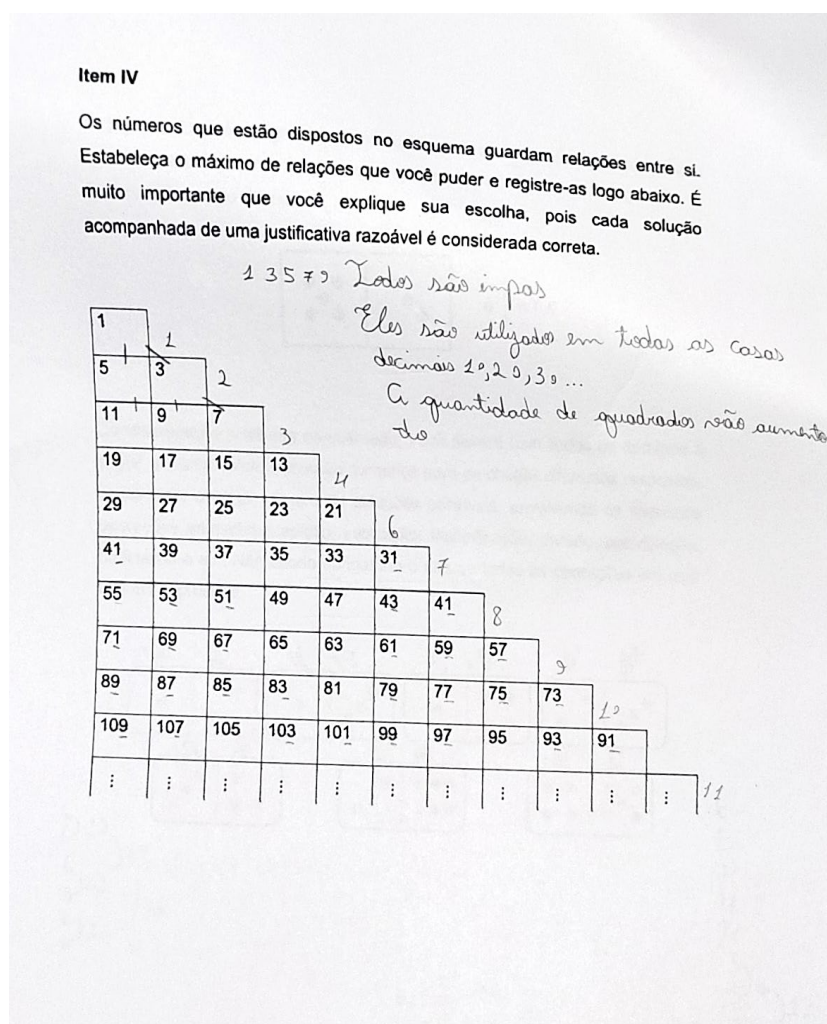 Item IV
Os números que estão dispostos no esquema guardam relações entre si.
Estabeleça o máximo de relações que você puder e registre-as logo abaixo. É
muito importante que você explique sua escolha, pois cada solução
acompanhada de uma justificativa razoável é considerada correta.
1 3 5 7 9 Todos são impas
Eles são utilizados em todas as casas
decimais 10, 20, 30 ...
A quantidade de quadrados vão aumenta
do
1
1
5 3
2
11 9 7
3
19 17 15 13
4
29 27 25 23 21
6
41 39 37 35 33 31
7
55 53 51 49 47 43 41
8
71 69 67 65 63 61 59 57
9
89 87 85 83 81 79 77 75 73
10
109 107 105 103 101 99 97 95 93 91
⋮ ⋮ ⋮ ⋮ ⋮ ⋮ ⋮ ⋮ ⋮ ⋮ ⋮ 11